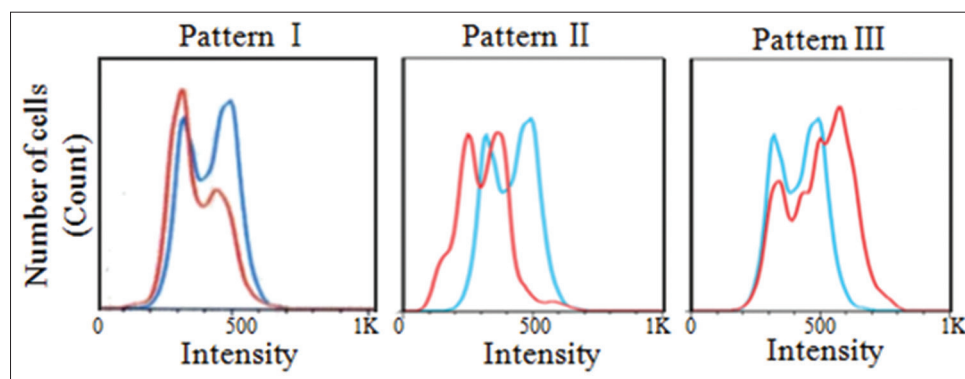 Pattern I
Pattern II
Pattern III
Number of cells
(Count)
0 500 1K
0 500 1K
0 500 1K
Intensity
Intensity
Intensity